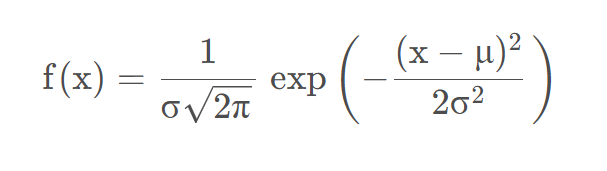 f(x) = 1/(σ√(2π)) exp(−(x − μ)²/(2σ²))